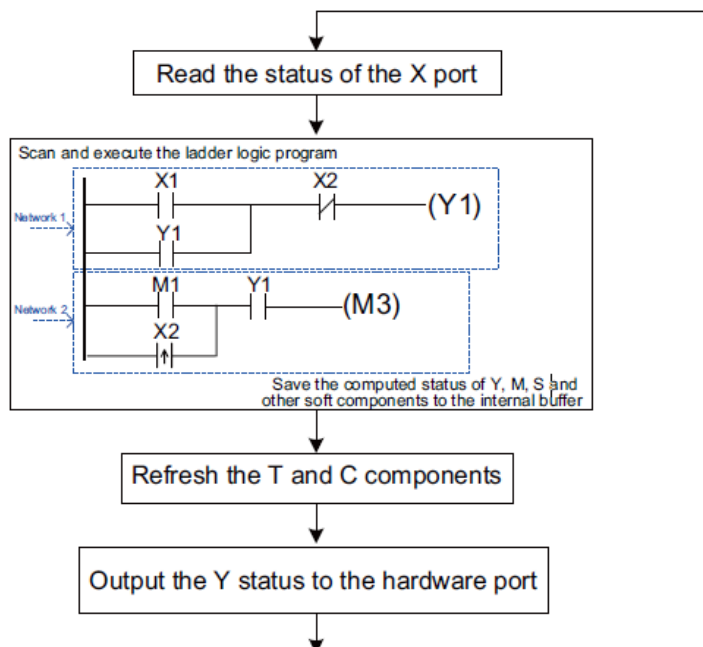 Read the status of the X port
Scan and execute the ladder logic program
X1 X2
Network 1
(Y1)
Y1
M1 Y1
Network 2
(M3)
X2
Save the computed status of Y, M, S and
other soft components to the internal buffer
Refresh the T and C components
Output the Y status to the hardware port